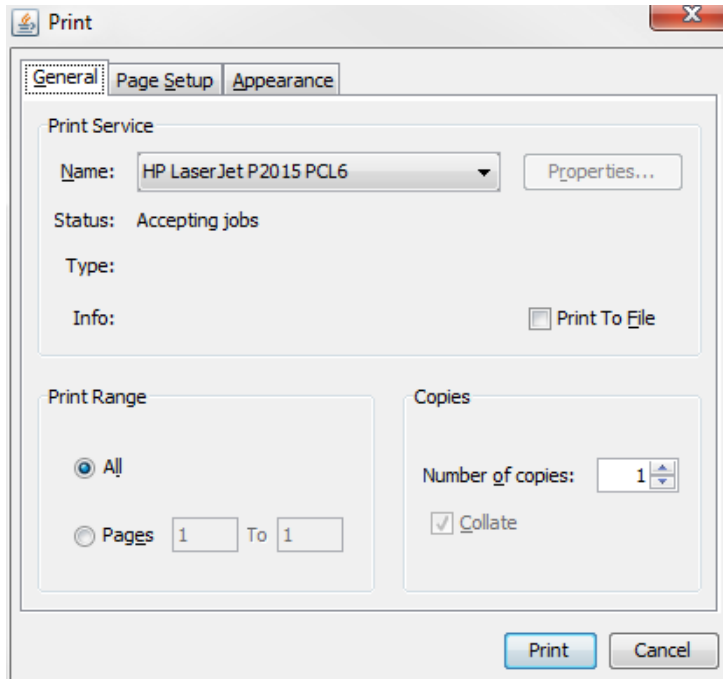 Print
General Page Setup Appearance
Print Service
Name: HP LaserJet P2015 PCL6 Properties...
Status: Accepting jobs
Type:
Info: Print To File
Print Range Copies
All
Number of copies: 1
Collate
Pages 1 To 1
Print Cancel